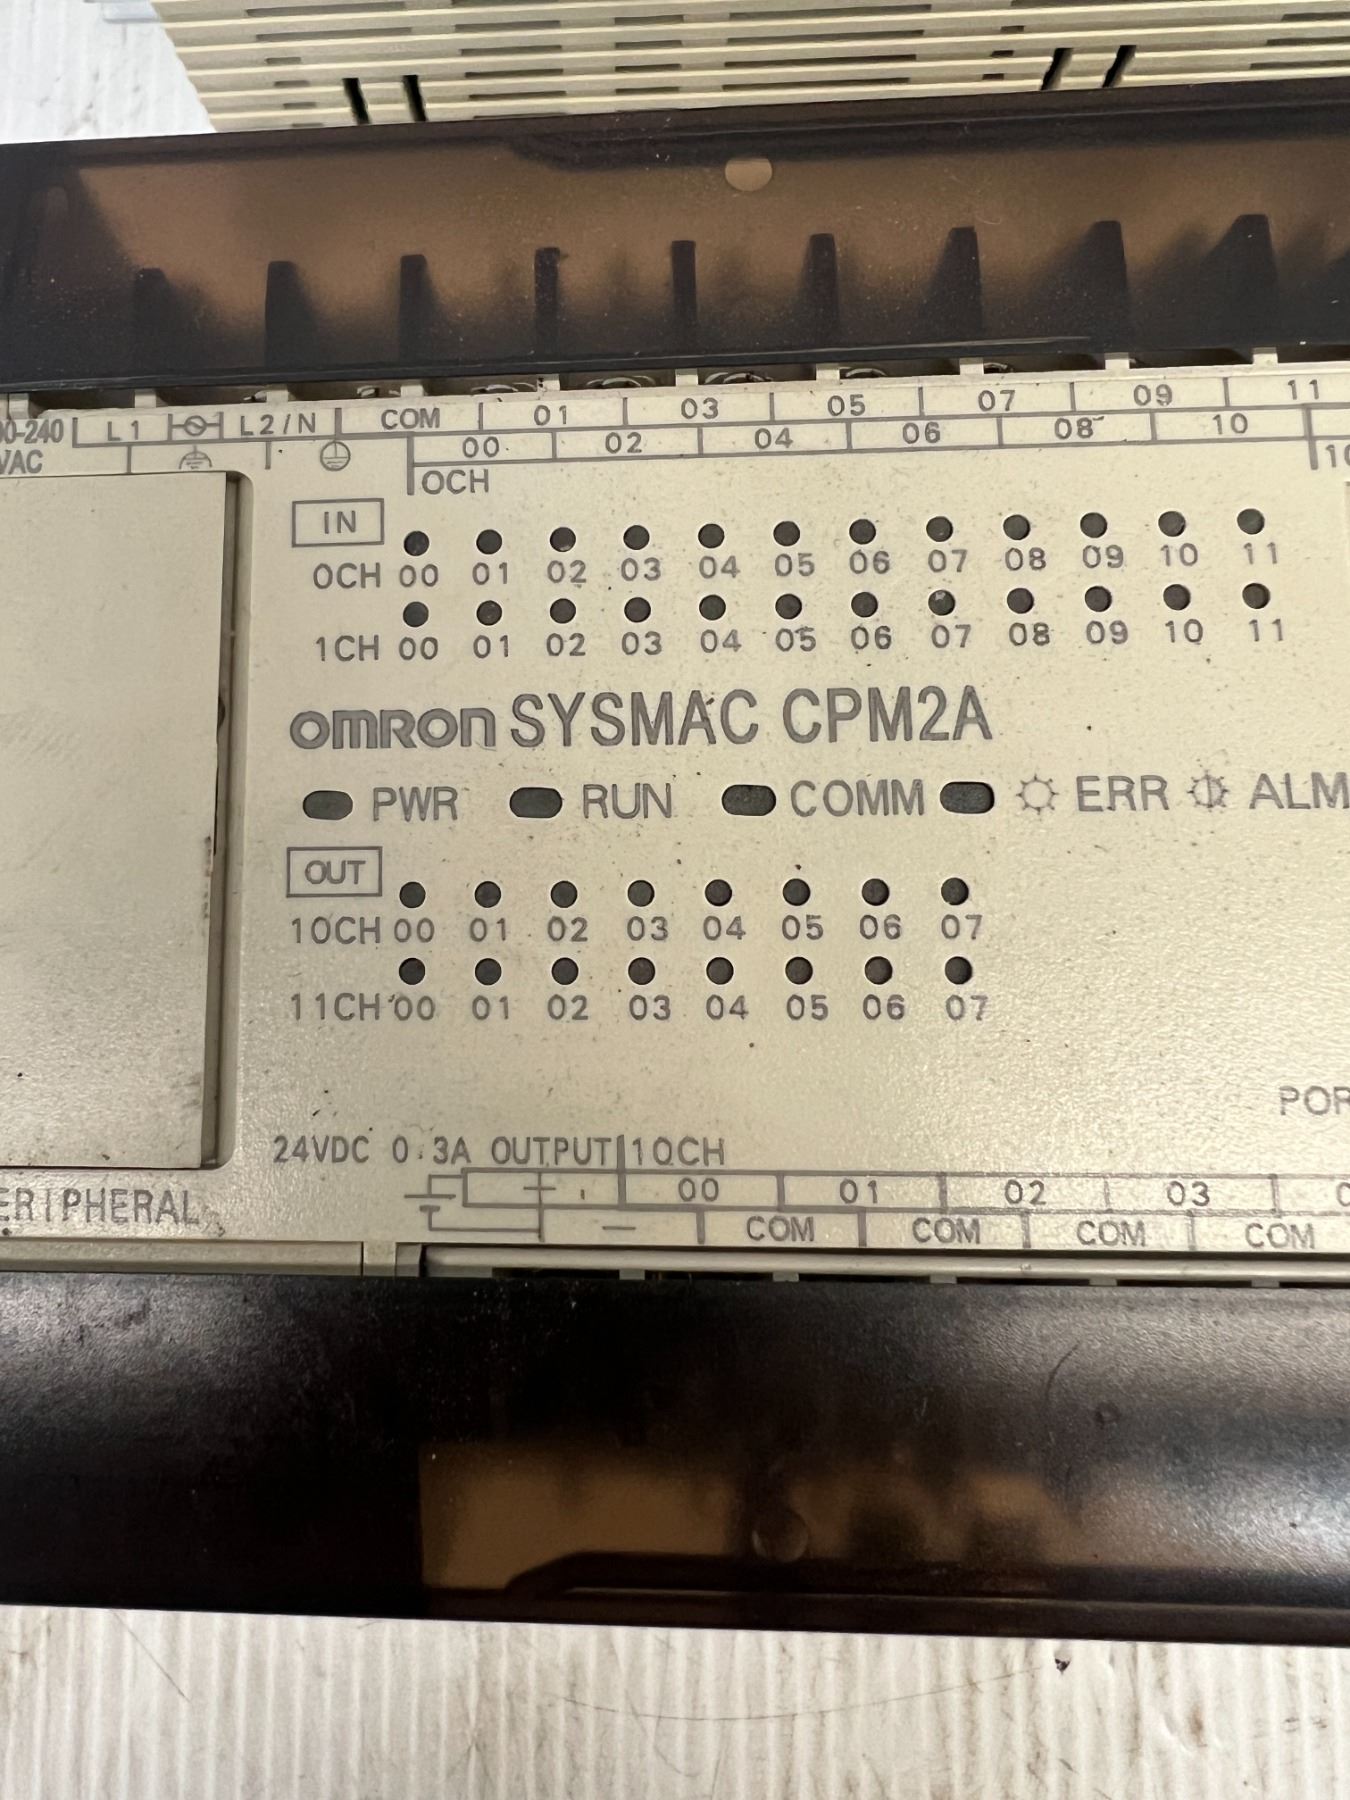 00-240 L1 L2/N COM 01 03 05 07 09 11
VAC 00 02 04 06 08 10
0CH
IN
0CH 00 01 02 03 04 05 06 07 08 09 10 11
1CH 00 01 02 03 04 05 06 07 08 09 10 11
omron SYSMAC CPM2A
PWR RUN COMM ERR ALM
OUT
10CH 00 01 02 03 04 05 06 07
11CH 00 01 02 03 04 05 06 07
POR
24VDC 0.3A OUTPUT 10CH
ERIPHERAL + 00 01 02 03
- COM COM COM COM